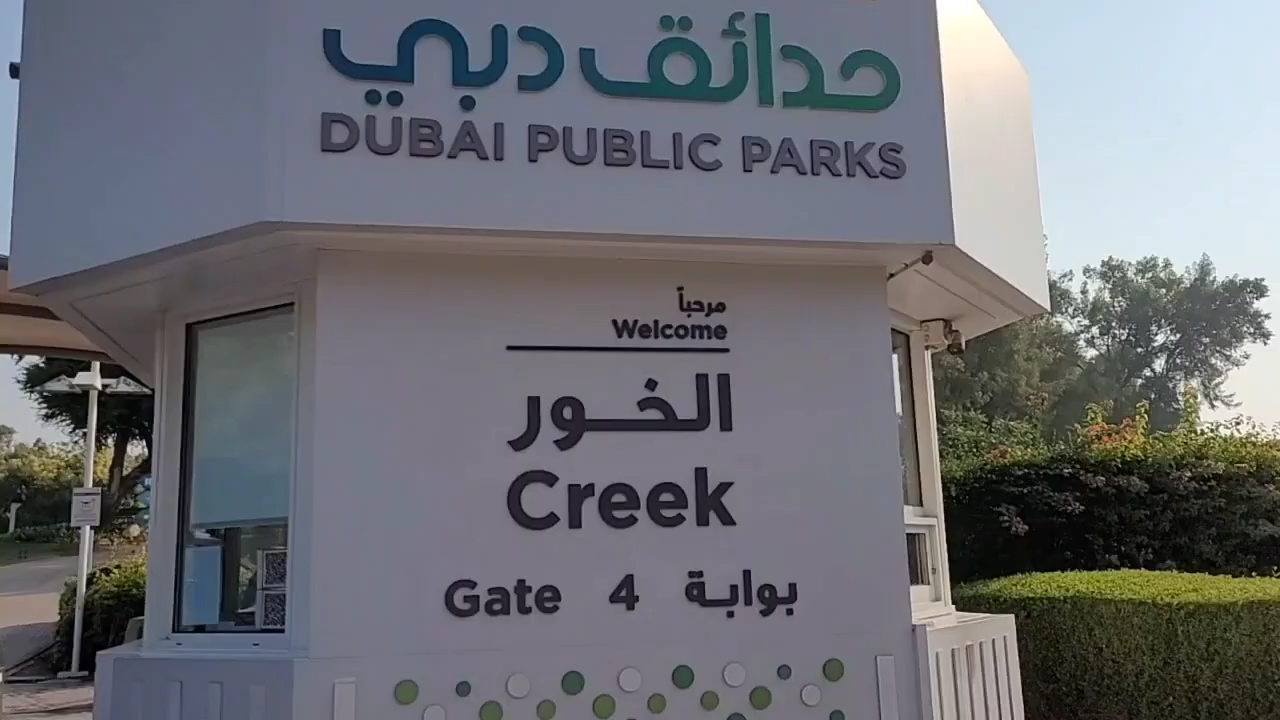 حدائق دبي
DUBAI PUBLIC PARKS
مرحباً
Welcome
الخور
Creek
Gate 4 بوابة